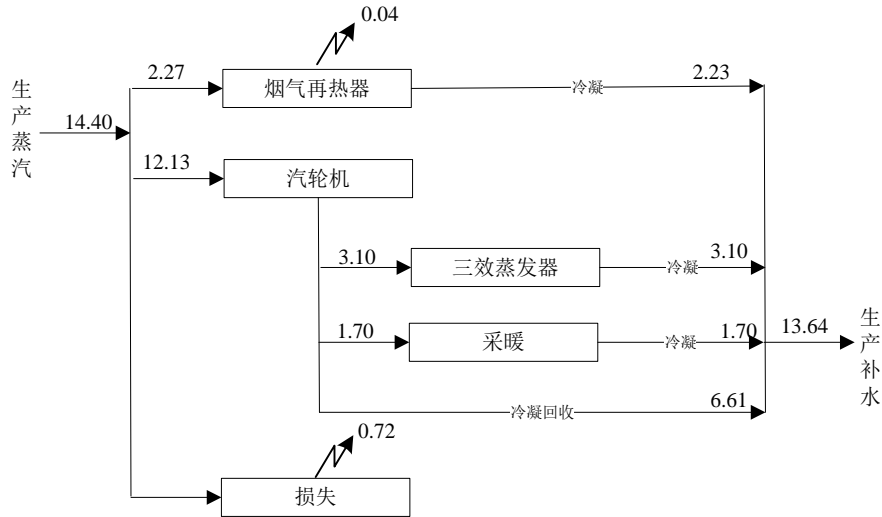 0.04
2.27
烟气再热器
冷凝
2.23
生产蒸汽
14.40
12.13
汽轮机
3.10
三效蒸发器
冷凝
3.10
1.70
采暖
冷凝
1.70
13.64
生产补水
冷凝回收
6.61
0.72
损失